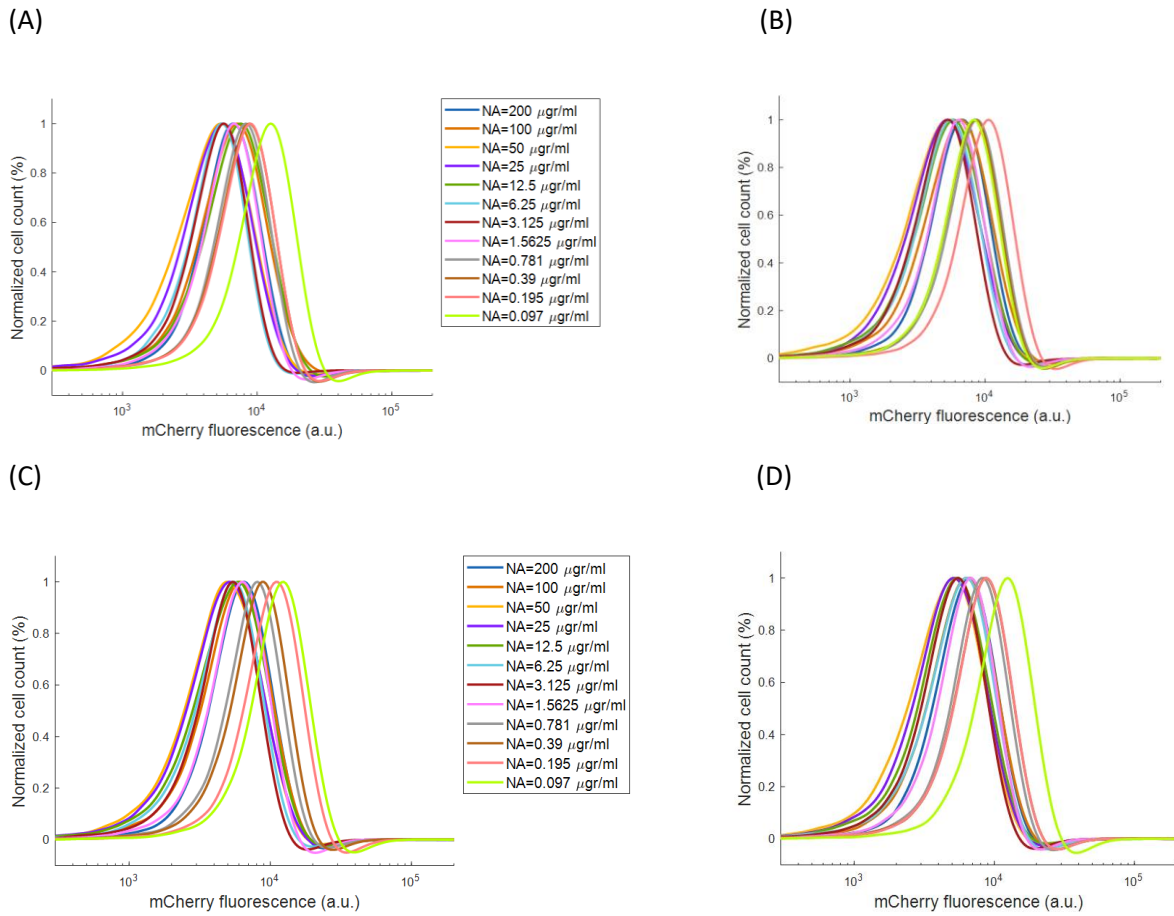 (A)
(B)
Normalized cell count (%)
1
0.8
0.6
0.4
0.2
0
10³
10⁴
10⁵
mCherry fluorescence (a.u.)
NA=200 μgr/ml
NA=100 μgr/ml
NA=50 μgr/ml
NA=25 μgr/ml
NA=12.5 μgr/ml
NA=6.25 μgr/ml
NA=3.125 μgr/ml
NA=1.5625 μgr/ml
NA=0.781 μgr/ml
NA=0.39 μgr/ml
NA=0.195 μgr/ml
NA=0.097 μgr/ml
Normalized cell count (%)
1
0.8
0.6
0.4
0.2
0
10³
10⁴
10⁵
mCherry fluorescence (a.u.)
(C)
(D)
Normalized cell count (%)
1
0.8
0.6
0.4
0.2
0
10³
10⁴
10⁵
mCherry fluorescence (a.u.)
NA=200 μgr/ml
NA=100 μgr/ml
NA=50 μgr/ml
NA=25 μgr/ml
NA=12.5 μgr/ml
NA=6.25 μgr/ml
NA=3.125 μgr/ml
NA=1.5625 μgr/ml
NA=0.781 μgr/ml
NA=0.39 μgr/ml
NA=0.195 μgr/ml
NA=0.097 μgr/ml
Normalized cell count (%)
1
0.8
0.6
0.4
0.2
0
10³
10⁴
10⁵
mCherry fluorescence (a.u.)